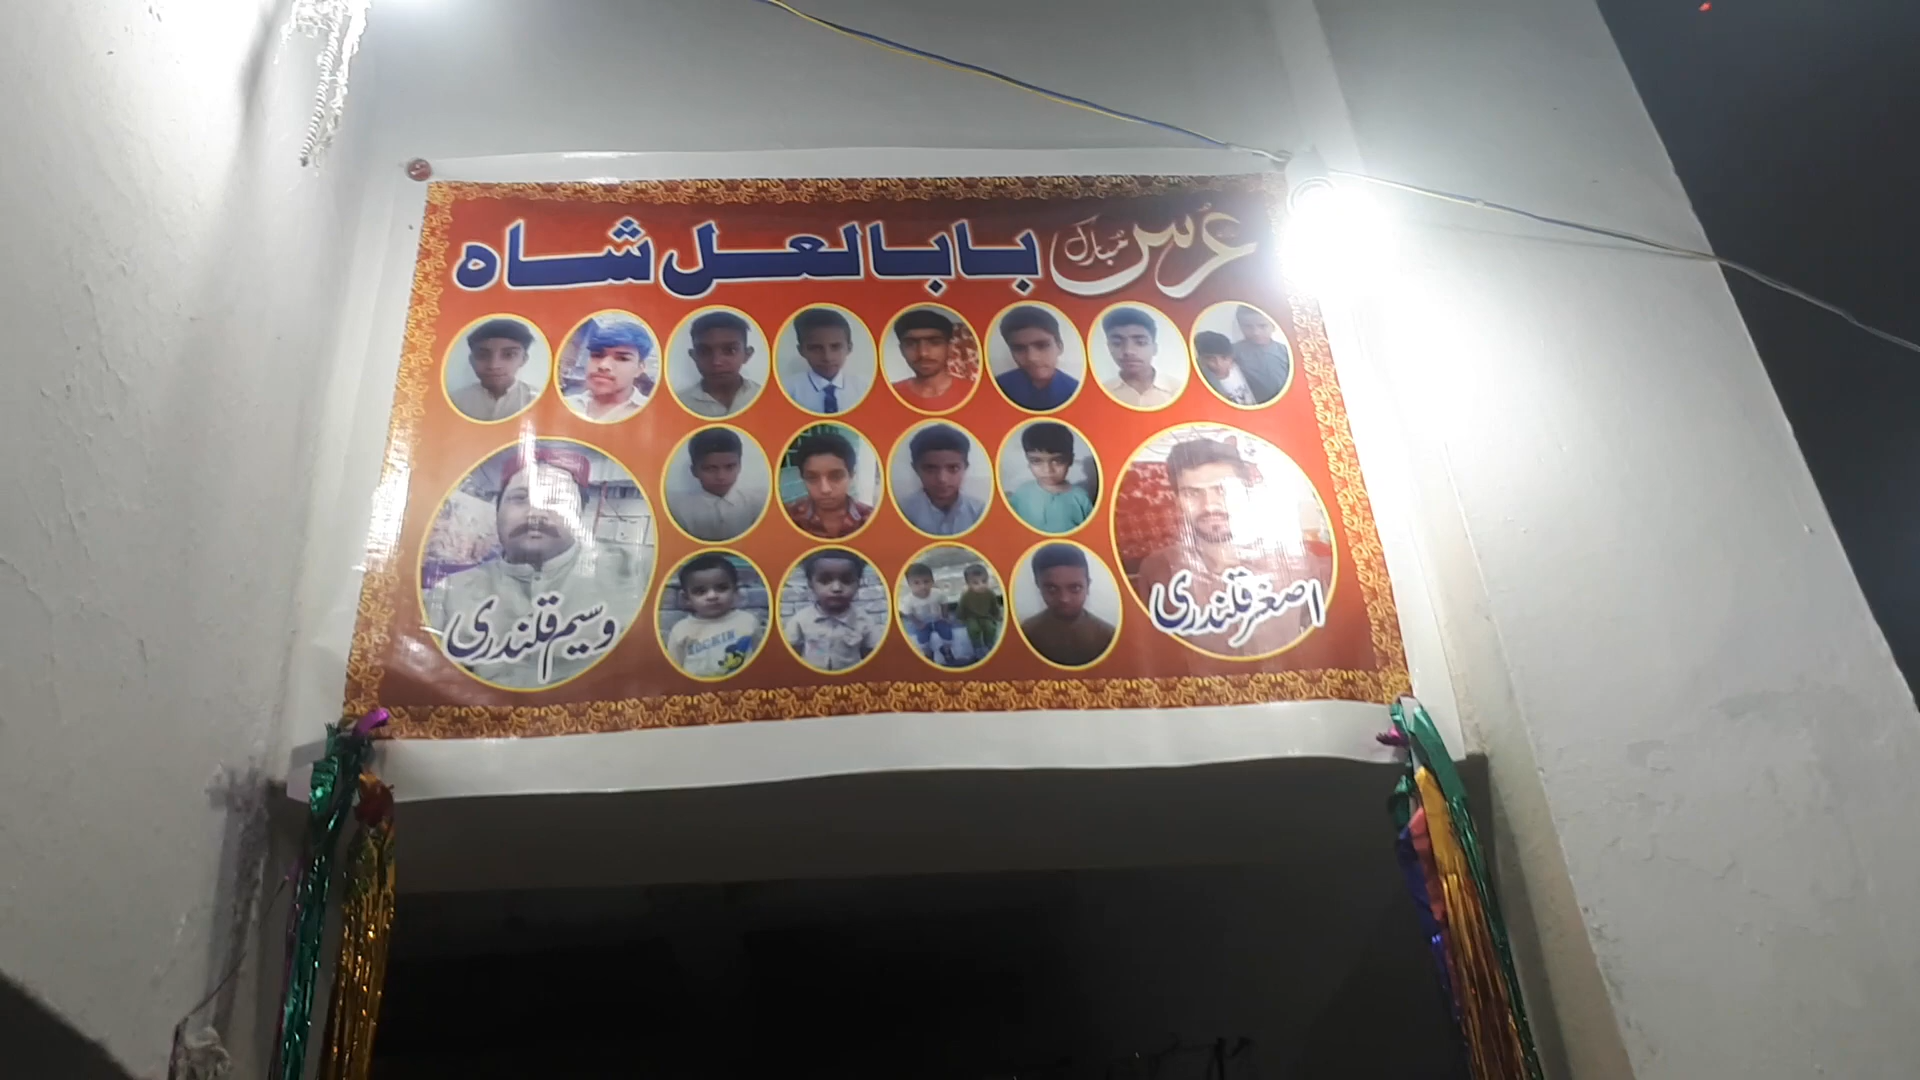 عرس مبارک بابا لعل شاہ
اصغر قلندری
وسیم قلندری